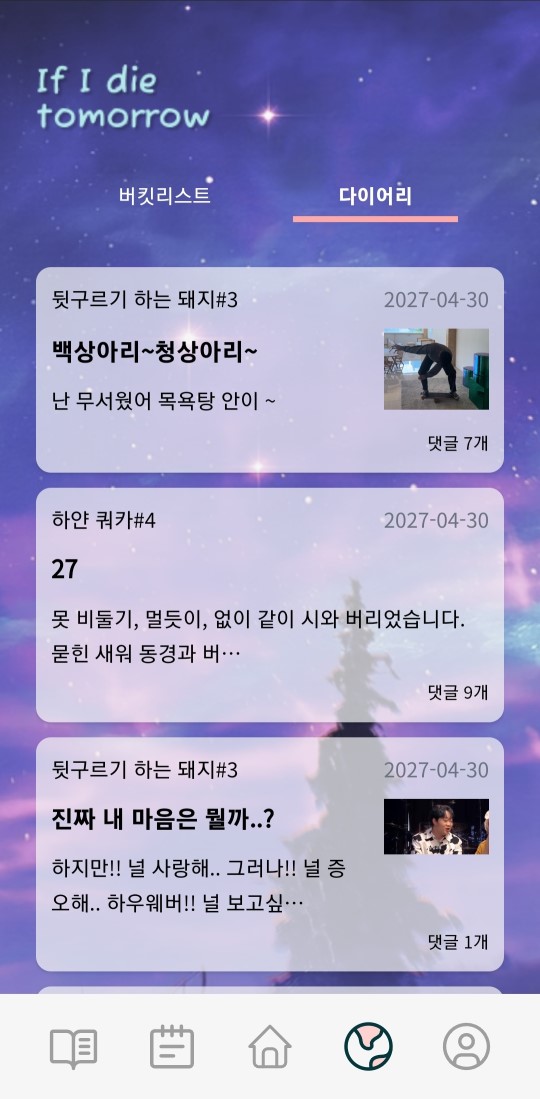 If I die
tomorrow
버킷리스트 다이어리
뒷구르기 하는 돼지#3 2027-04-30
백상아리~청상아리~
난 무서웠어 목욕탕 안이 ~
댓글 7개
하얀 쿼카#4 2027-04-30
27
못 비둘기, 멀듯이, 없이 같이 시와 버리었습니다.
묻힌 새워 동경과 버…
댓글 9개
뒷구르기 하는 돼지#3 2027-04-30
진짜 내 마음은 뭘까..?
하지만!! 널 사랑해.. 그러나!! 널 증
오해.. 하우웨버!! 널 보고싶…
댓글 1개